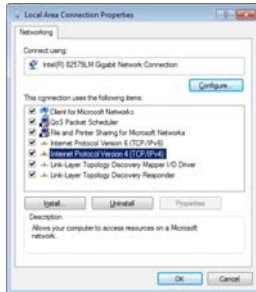 Local Area Connection Properties
Networking
Connect using:
Intel(R) 82579LM Gigabit Network Connection
Configure...
This connection uses the following items:
Client for Microsoft Networks
QoS Packet Scheduler
File and Printer Sharing for Microsoft Networks
Internet Protocol Version 6 (TCP/IPv6)
Internet Protocol Version 4 (TCP/IPv4)
Link-Layer Topology Discovery Mapper I/O Driver
Link-Layer Topology Discovery Responder
Install...
Uninstall
Properties
Description
Allows your computer to access resources on a Microsoft
network.
OK
Cancel